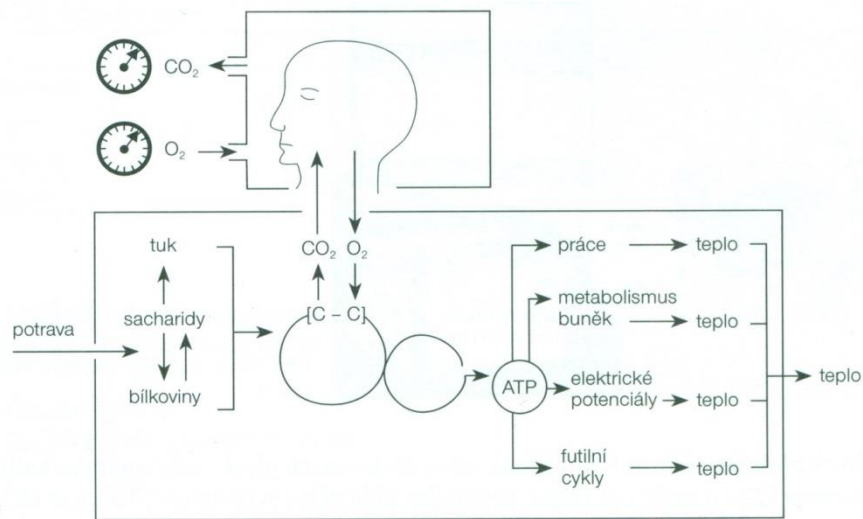 CO₂
O₂
CO₂ O₂
tuk
sacharidy
bílkoviny
potrava
[C – C]
ATP
práce
teplo
metabolismus
buněk
teplo
elektrické
potenciály
teplo
futilní
cykly
teplo
teplo